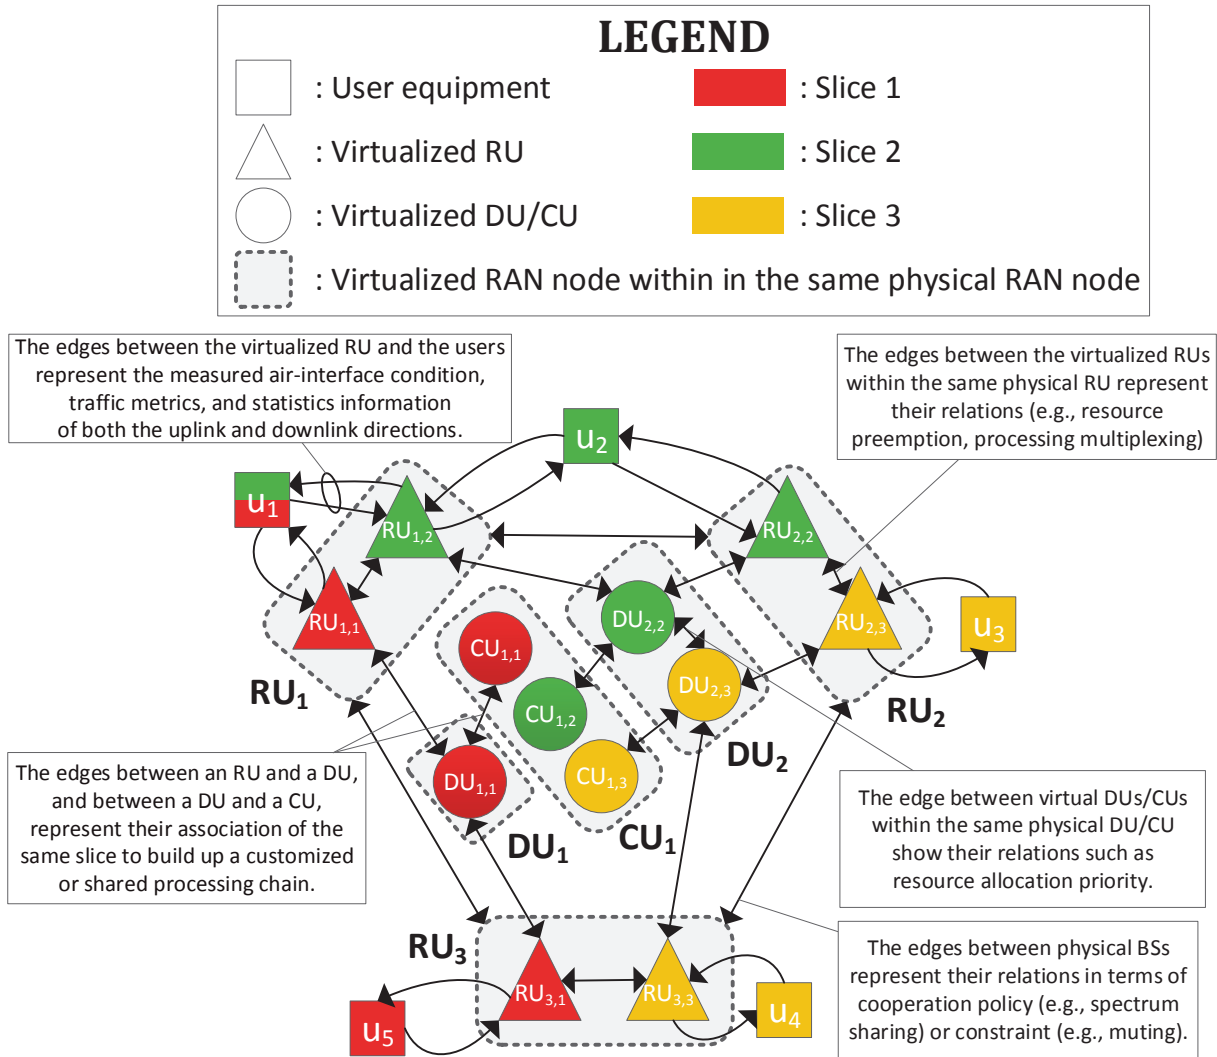 LEGEND
: User equipment
: Slice 1
: Virtualized RU
: Slice 2
: Virtualized DU/CU
: Slice 3
: Virtualized RAN node within in the same physical RAN node
The edges between the virtualized RU and the users
represent the measured air-interface condition,
traffic metrics, and statistics information
of both the uplink and downlink directions.
The edges between the virtualized RUs
within the same physical RU represent
their relations (e.g., resource
preemption, processing multiplexing)
u2
u1
RU1,2
RU2,2
RU1,1
DU2,2
RU2,3
u3
CU1,1
DU2,3
RU1
CU1,2
RU2
DU2
CU1,3
DU1,1
DU1
CU1
The edges between an RU and a DU,
and between a DU and a CU,
represent their association of the
same slice to build up a customized
or shared processing chain.
The edge between virtual DUs/CUs
within the same physical DU/CU
show their relations such as
resource allocation priority.
RU3
RU3,1
RU3,3
u5
u4
The edges between physical BSs
represent their relations in terms of
cooperation policy (e.g., spectrum
sharing) or constraint (e.g., muting).